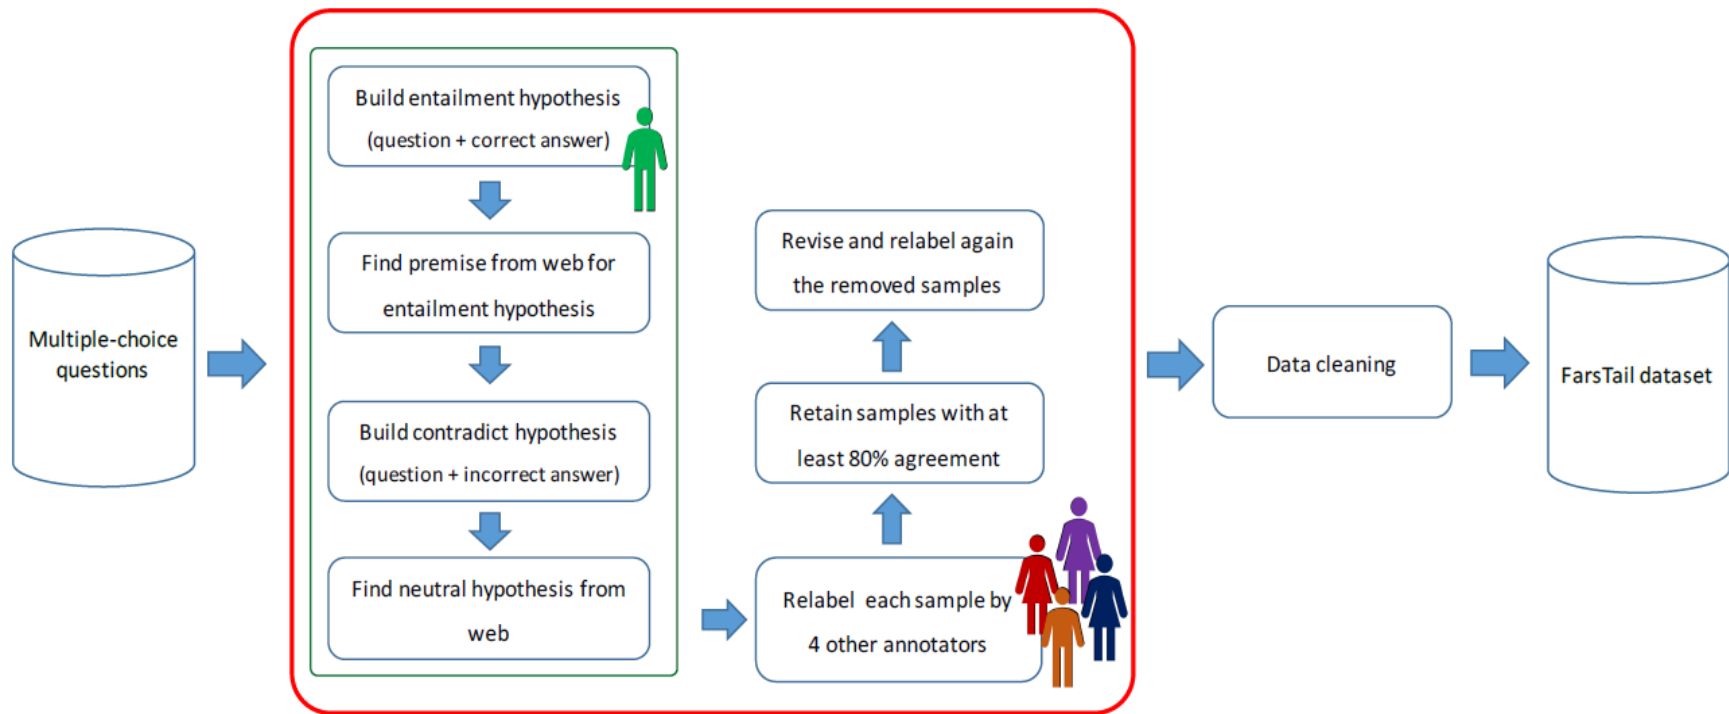 Multiple-choice
questions
Build entailment hypothesis
(question + correct answer)
Find premise from web for
entailment hypothesis
Build contradict hypothesis
(question + incorrect answer)
Find neutral hypothesis from
web
Relabel each sample by
4 other annotators
Retain samples with at
least 80% agreement
Revise and relabel again
the removed samples
Data cleaning
FarsTail dataset